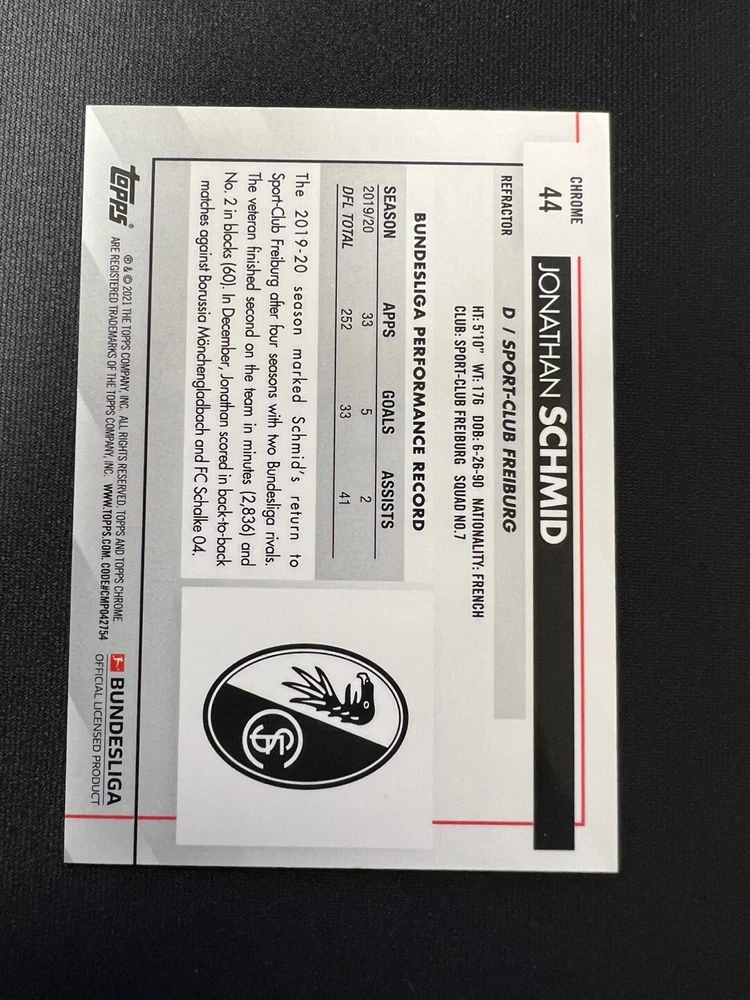 CHROME
44
JONATHAN SCHMID
REFRACTOR
D / SPORT-CLUB FREIBURG
HT: 5'10" WT: 176 DOB: 6-26-90 NATIONALITY: FRENCH
CLUB: SPORT-CLUB FREIBURG SQUAD NO.7
BUNDESLIGA PERFORMANCE RECORD
SEASON APPS GOALS ASSISTS
2019/20 33 5 2
DFL TOTAL 252 33 41
The 2019-20 season marked Schmid's return to
Sport-Club Freiburg after four seasons with two Bundesliga rivals.
The veteran finished second on the team in minutes (2,836) and
No. 2 in blocks (60). In December, Jonathan scored in back-to-back
matches against Borussia Mönchengladbach and FC Schalke 04.
SC
topps®
® & © 2021 THE TOPPS COMPANY, INC. ALL RIGHTS RESERVED. TOPPS AND TOPPS CHROME
ARE REGISTERED TRADEMARKS OF THE TOPPS COMPANY, INC. WWW.TOPPS.COM. CODE#CMP042754
BUNDESLIGA
OFFICIAL LICENSED PRODUCT